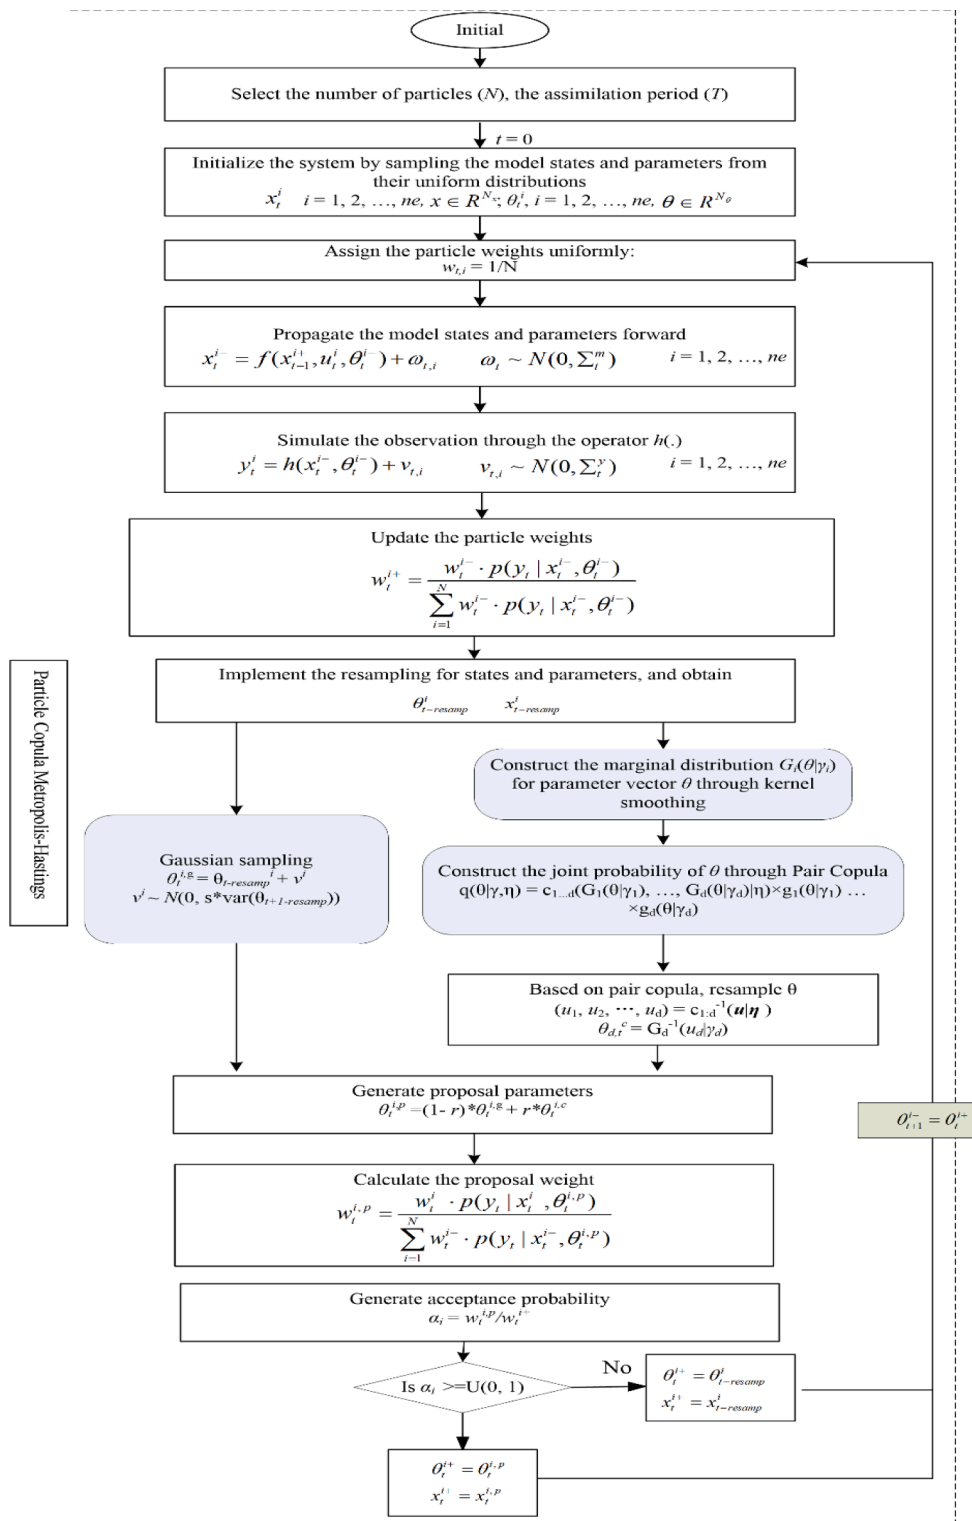 Initial
Select the number of particles (N), the assimilation period (T)
t = 0
Initialize the system by sampling the model states and parameters from
their uniform distributions
x_t^i i = 1, 2, …, ne, x ∈ R^{N_x}; θ_t^i, i = 1, 2, …, ne, θ ∈ R^{N_θ}
Assign the particle weights uniformly:
w_{t,i} = 1/N
Propagate the model states and parameters forward
x_t^{i−} = f(x_{t−1}^{i+}, u_t^i, θ_t^{i−}) + ω_{t,i} ω_t ~ N(0, Σ_t^m) i = 1, 2, …, ne
Simulate the observation through the operator h(.)
y_t^i = h(x_t^{i−}, θ_t^{i−}) + v_{t,i} v_{t,i} ~ N(0, Σ_t^y) i = 1, 2, …, ne
Update the particle weights
w_t^{i+} = \frac{w_t^{i−} · p(y_t | x_t^{i−}, θ_t^{i−})}{\sum_{i=1}^{N} w_t^{i−} · p(y_t | x_t^{i−}, θ_t^{i−})}
Implement the resampling for states and parameters, and obtain
θ_{t−resamp}^i x_{t−resamp}^i
Particle Copula Metropolis-Hastings
Gaussian sampling
θ_t^{i,g} = θ_{t-resamp}^i + v^i
v^i ~ N(0, s*var(θ_{t+1-resamp}))
Construct the marginal distribution G_i(θ|γ_i)
for parameter vector θ through kernel
smoothing
Construct the joint probability of θ through Pair Copula
q(θ|γ,η) = c_{1…d}(G_1(θ|γ_1), …, G_d(θ|γ_d)|η)×g_1(θ|γ_1) …
×g_d(θ|γ_d)
Based on pair copula, resample θ
(u_1, u_2, ⋯, u_d) = c_{1:d}^{-1}(u|η )
θ_{d,t}^c = G_d^{-1}(u_d|γ_d)
Generate proposal parameters
θ_t^{i,p} =(1- r)*θ_t^{i,g} + r*θ_t^{i,c}
θ_{t+1}^{i−} = θ_t^{i+}
Calculate the proposal weight
w_t^{i,p} = \frac{w_t^i · p(y_t | x_t^i , θ_t^{i,p})}{\sum_{i−1}^{N} w_t^{i−} · p(y_t | x_t^{i−}, θ_t^{i,p})}
Generate acceptance probability
α_i = w_t^{i,p}/w_t^{i+}
Is α_i >=U(0, 1)
No
θ_t^{i+} = θ_{t−resamp}^i
x_t^{i+} = x_{t−resamp}^i
θ_t^{i+} = θ_t^{i,p}
x_t^{i+} = x_t^{i,p}